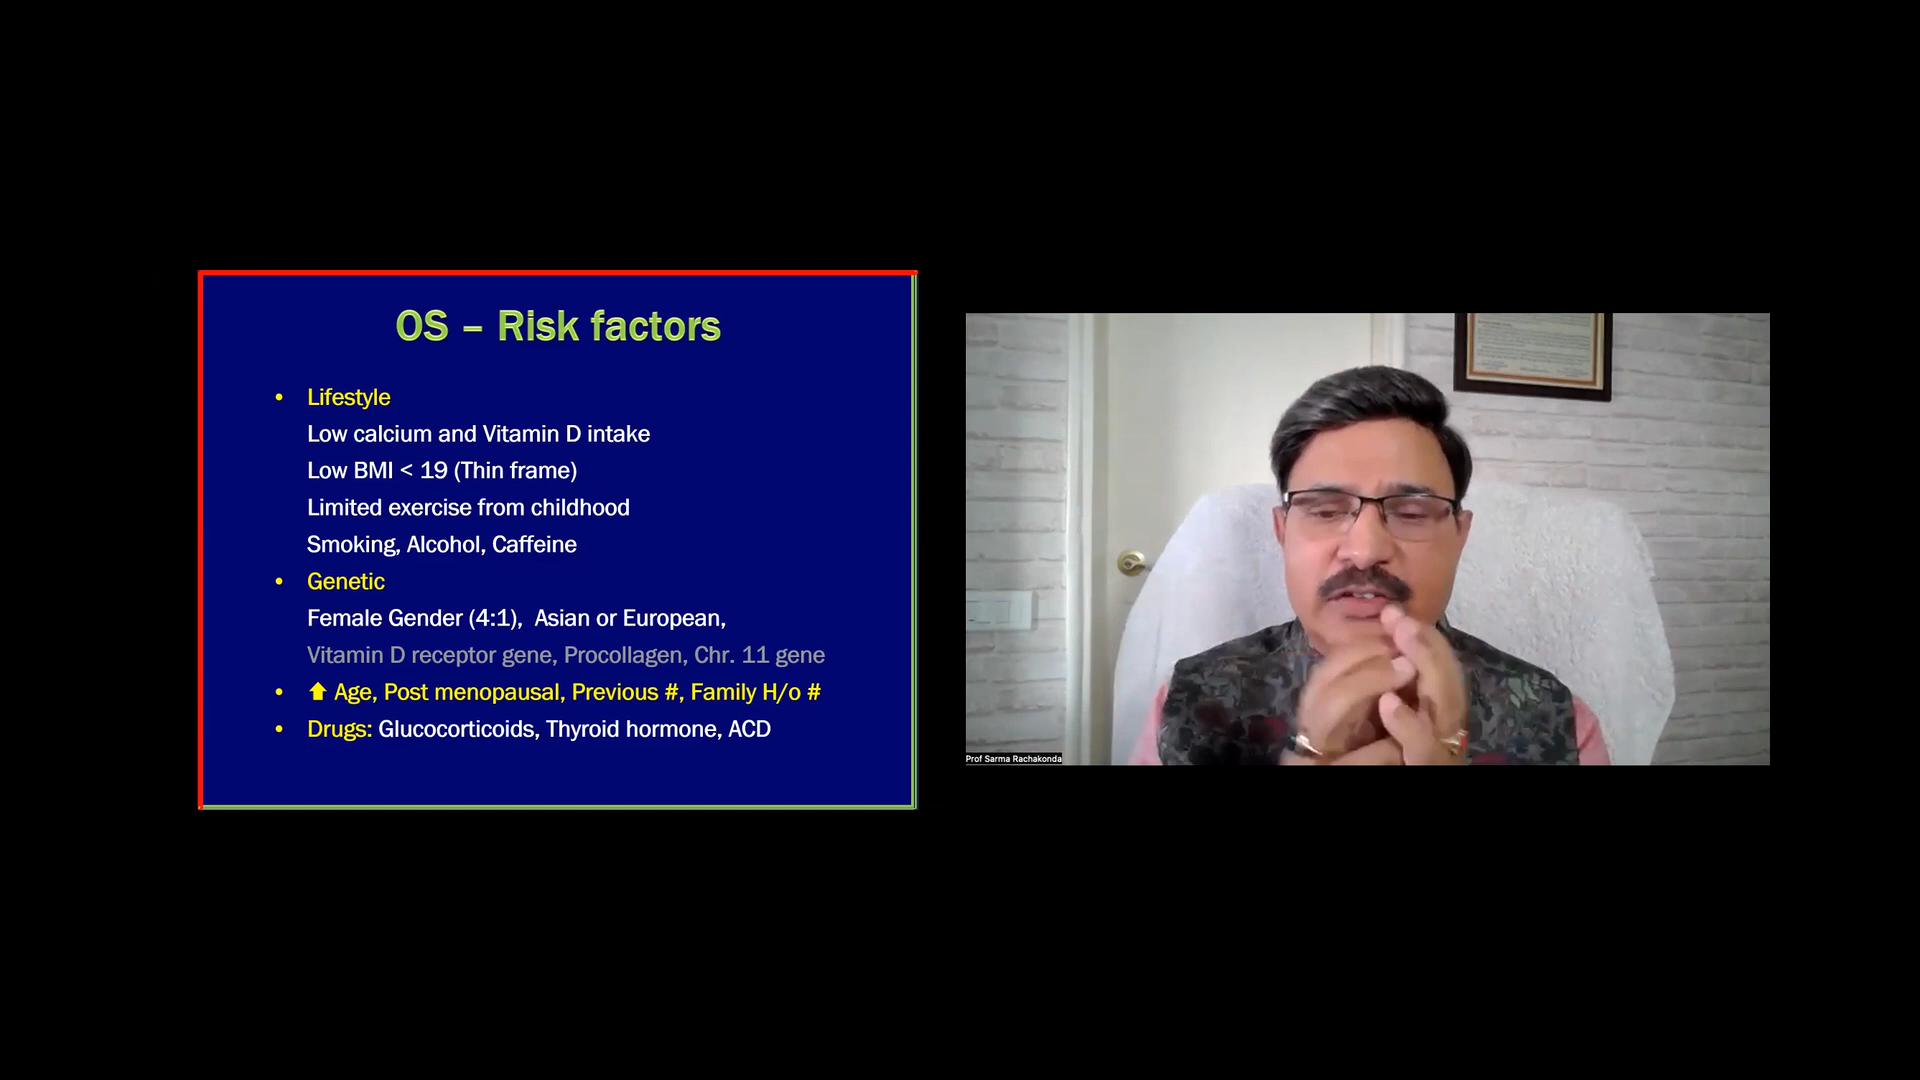 OS – Risk factors
• Lifestyle
Low calcium and Vitamin D intake
Low BMI < 19 (Thin frame)
Limited exercise from childhood
Smoking, Alcohol, Caffeine
• Genetic
Female Gender (4:1), Asian or European,
Vitamin D receptor gene, Procollagen, Chr. 11 gene
• ⬆ Age, Post menopausal, Previous #, Family H/o #
• Drugs: Glucocorticoids, Thyroid hormone, ACD
Prof Sarma Rachakonda